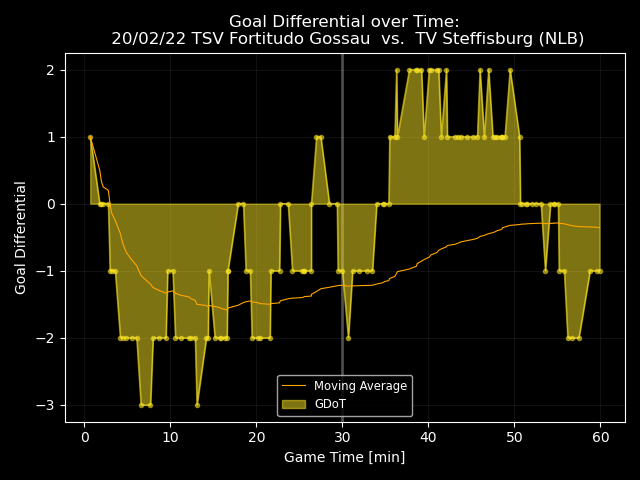 Goal Differential over Time:
20/02/22 TSV Fortitudo Gossau  vs.  TV Steffisburg (NLB)
Goal Differential
2
1
0
−1
−2
−3
0 10 20 30 40 50 60
Game Time [min]
Moving Average
GDoT